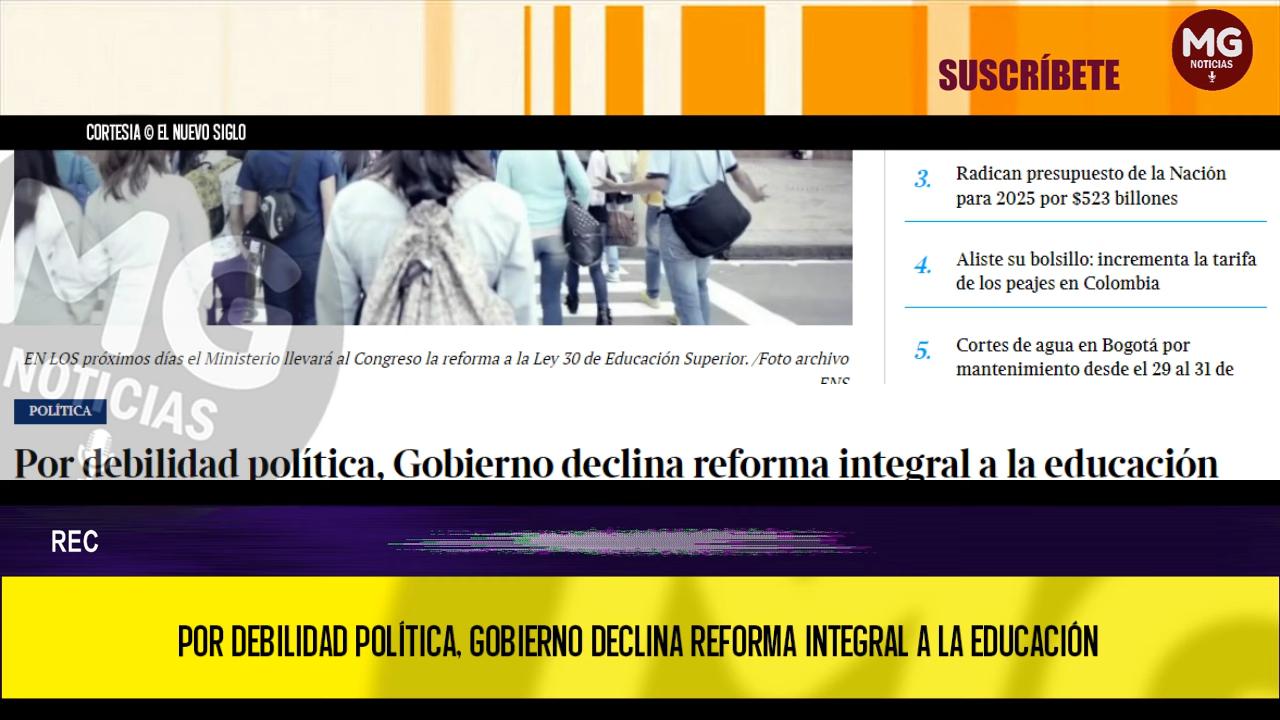 SUSCRÍBETE
MG
NOTICIAS
CORTESIA © EL NUEVO SIGLO
3. Radican presupuesto de la Nación
para 2025 por $523 billones
4. Aliste su bolsillo: incrementa la tarifa
de los peajes en Colombia
5. Cortes de agua en Bogotá por
mantenimiento desde el 29 al 31 de
MG
NOTICIAS
EN LOS próximos días el Ministerio llevará al Congreso la reforma a la Ley 30 de Educación Superior. /Foto archivo
ENS
POLÍTICA
Por debilidad política, Gobierno declina reforma integral a la educación
REC
POR DEBILIDAD POLÍTICA, GOBIERNO DECLINA REFORMA INTEGRAL A LA EDUCACIÓN